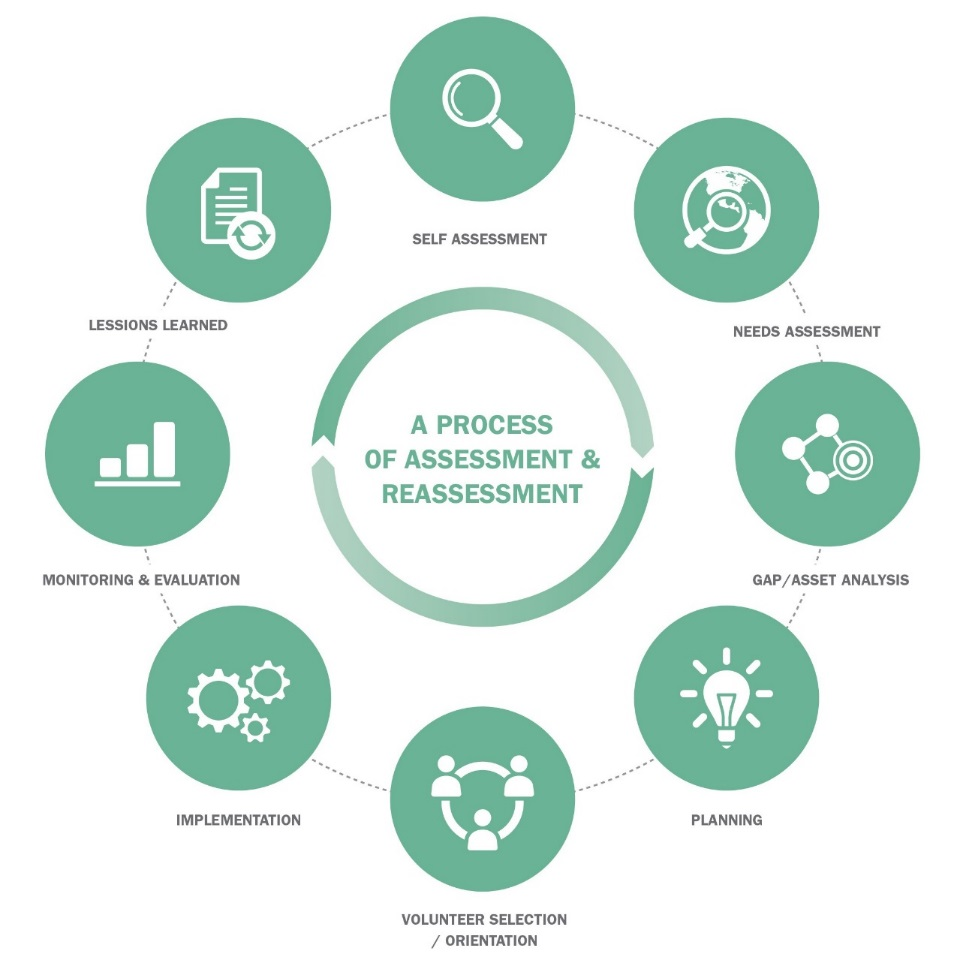 SELF ASSESSMENT
LESSIONS LEARNED
NEEDS ASSESSMENT
A PROCESS
OF ASSESSMENT &
REASSESSMENT
MONITORING & EVALUATION
GAP/ASSET ANALYSIS
IMPLEMENTATION
PLANNING
VOLUNTEER SELECTION
/ ORIENTATION